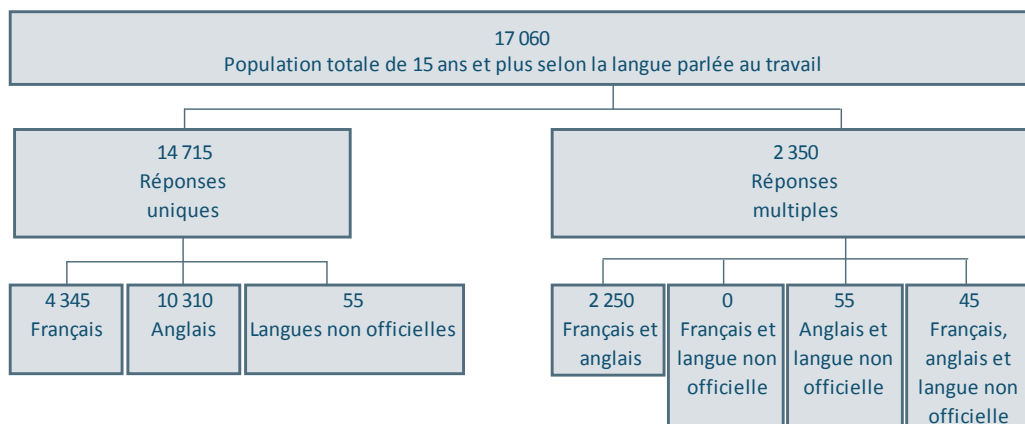 17 060
Population totale de 15 ans et plus selon la langue parlée au travail
14 715
Réponses
uniques
2 350
Réponses
multiples
4 345
Français
10 310
Anglais
55
Langues non officielles
2 250
Français et
anglais
0
Français et
langue non
officielle
55
Anglais et
langue non
officielle
45
Français,
anglais et
langue non
officielle